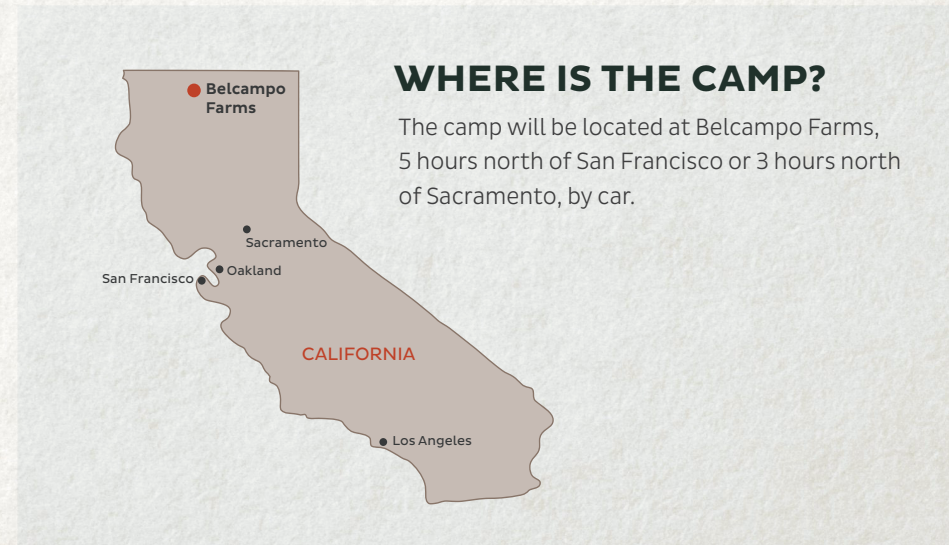 WHERE IS THE CAMP?
The camp will be located at Belcampo Farms,
5 hours north of San Francisco or 3 hours north
of Sacramento, by car.
Belcampo
Farms
Sacramento
Oakland
San Francisco
CALIFORNIA
Los Angeles